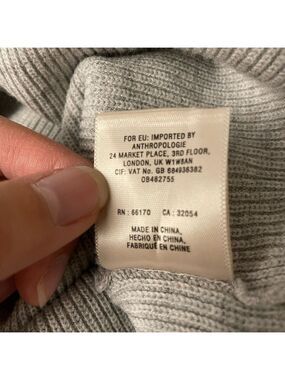 FOR EU: IMPORTED BY
ANTHROPOLOGIE
24 MARKET PLACE, 3RD FLOOR,
LONDON, UK W1W8AN
CIF: VAT No. GB 684936382
OB462755
RN : 66170 CA : 32054
MADE IN CHINA,
HECHO EN CHINA,
FABRIQUÉ EN CHINE